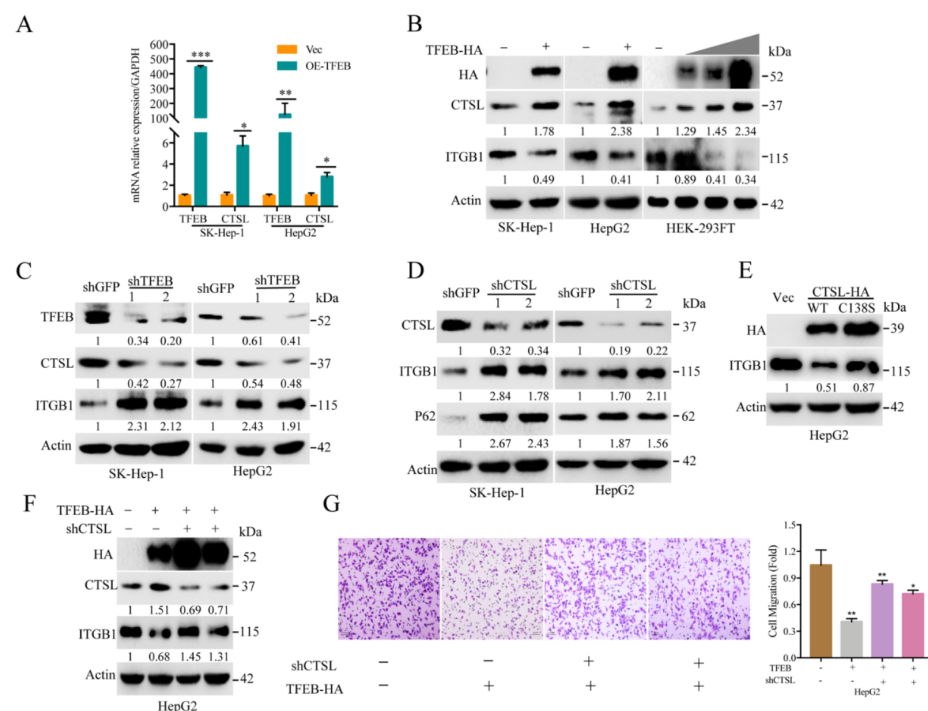 A
Vec
OE-TFEB
mRNA relative expression/GAPDH
600
500
400
300
200
100
8
6
4
2
0
***
*
**
*
TFEB CTSL TFEB CTSL
SK-Hep-1 HepG2
B
TFEB-HA − + − + − kDa
HA 52
CTSL 37
1 1.78 1 2.38 1 1.29 1.45 2.34
ITGB1 115
1 0.49 1 0.41 1 0.89 0.41 0.34
Actin 42
SK-Hep-1 HepG2 HEK-293FT
C
shGFP shTFEB shGFP shTFEB
1 2 1 2 kDa
TFEB 52
1 0.34 0.20 1 0.61 0.41
CTSL 37
1 0.42 0.27 1 0.54 0.48
ITGB1 115
1 2.31 2.12 1 2.43 1.91
Actin 42
SK-Hep-1 HepG2
D
shGFP shCTSL shGFP shCTSL
1 2 1 2 kDa
CTSL 37
1 0.32 0.34 1 0.19 0.22
ITGB1 115
1 2.84 1.78 1 1.70 2.11
P62 62
1 2.67 2.43 1 1.87 1.56
Actin 42
SK-Hep-1 HepG2
E
Vec CTSL-HA
WT C138S kDa
HA 39
ITGB1 115
1 0.51 0.87
Actin 42
HepG2
F
TFEB-HA − + + +
shCTSL − − + + kDa
HA 52
CTSL 37
1 1.51 0.69 0.71
ITGB1 115
1 0.68 1.45 1.31
Actin 42
HepG2
G
shCTSL − − + +
TFEB-HA − + + +
Cell Migration (Fold)
1.5
1.2
0.9
0.6
0.3
0.0
**
**
*
TFEB - + + +
shCTSL - - + +
HepG2